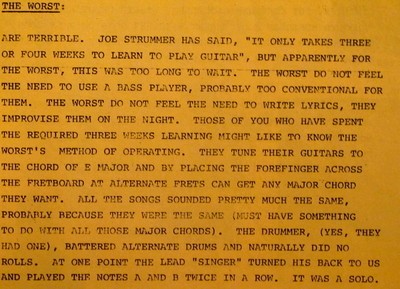 THE WORST:
ARE TERRIBLE. JOE STRUMMER HAS SAID, "IT ONLY TAKES THREE
OR FOUR WEEKS TO LEARN TO PLAY GUITAR", BUT APPARENTLY FOR
THE WORST, THIS WAS TOO LONG TO WAIT. THE WORST DO NOT FEEL
THE NEED TO USE A BASS PLAYER, PROBABLY TOO CONVENTIONAL FOR
THEM. THE WORST DO NOT FEEL THE NEED TO WRITE LYRICS, THEY
IMPROVISE THEM ON THE NIGHT. THOSE OF YOU WHO HAVE SPENT
THE REQUIRED THREE WEEKS LEARNING MIGHT LIKE TO KNOW THE
WORST'S METHOD OF OPERATING. THEY TUNE THEIR GUITARS TO
THE CHORD OF E MAJOR AND BY PLACING THE FOREFINGER ACROSS
THE FRETBOARD AT ALTERNATE FRETS CAN GET ANY MAJOR CHORD
THEY WANT. ALL THE SONGS SOUNDED PRETTY MUCH THE SAME,
PROBABLY BECAUSE THEY WERE THE SAME (MUST HAVE SOMETHING
TO DO WITH ALL THOSE MAJOR CHORDS). THE DRUMMER, (YES, THEY
HAD ONE), BATTERED ALTERNATE DRUMS AND NATURALLY DID NO
ROLLS. AT ONE POINT THE LEAD "SINGER" TURNED HIS BACK TO US
AND PLAYED THE NOTES A AND B TWICE IN A ROW. IT WAS A SOLO.